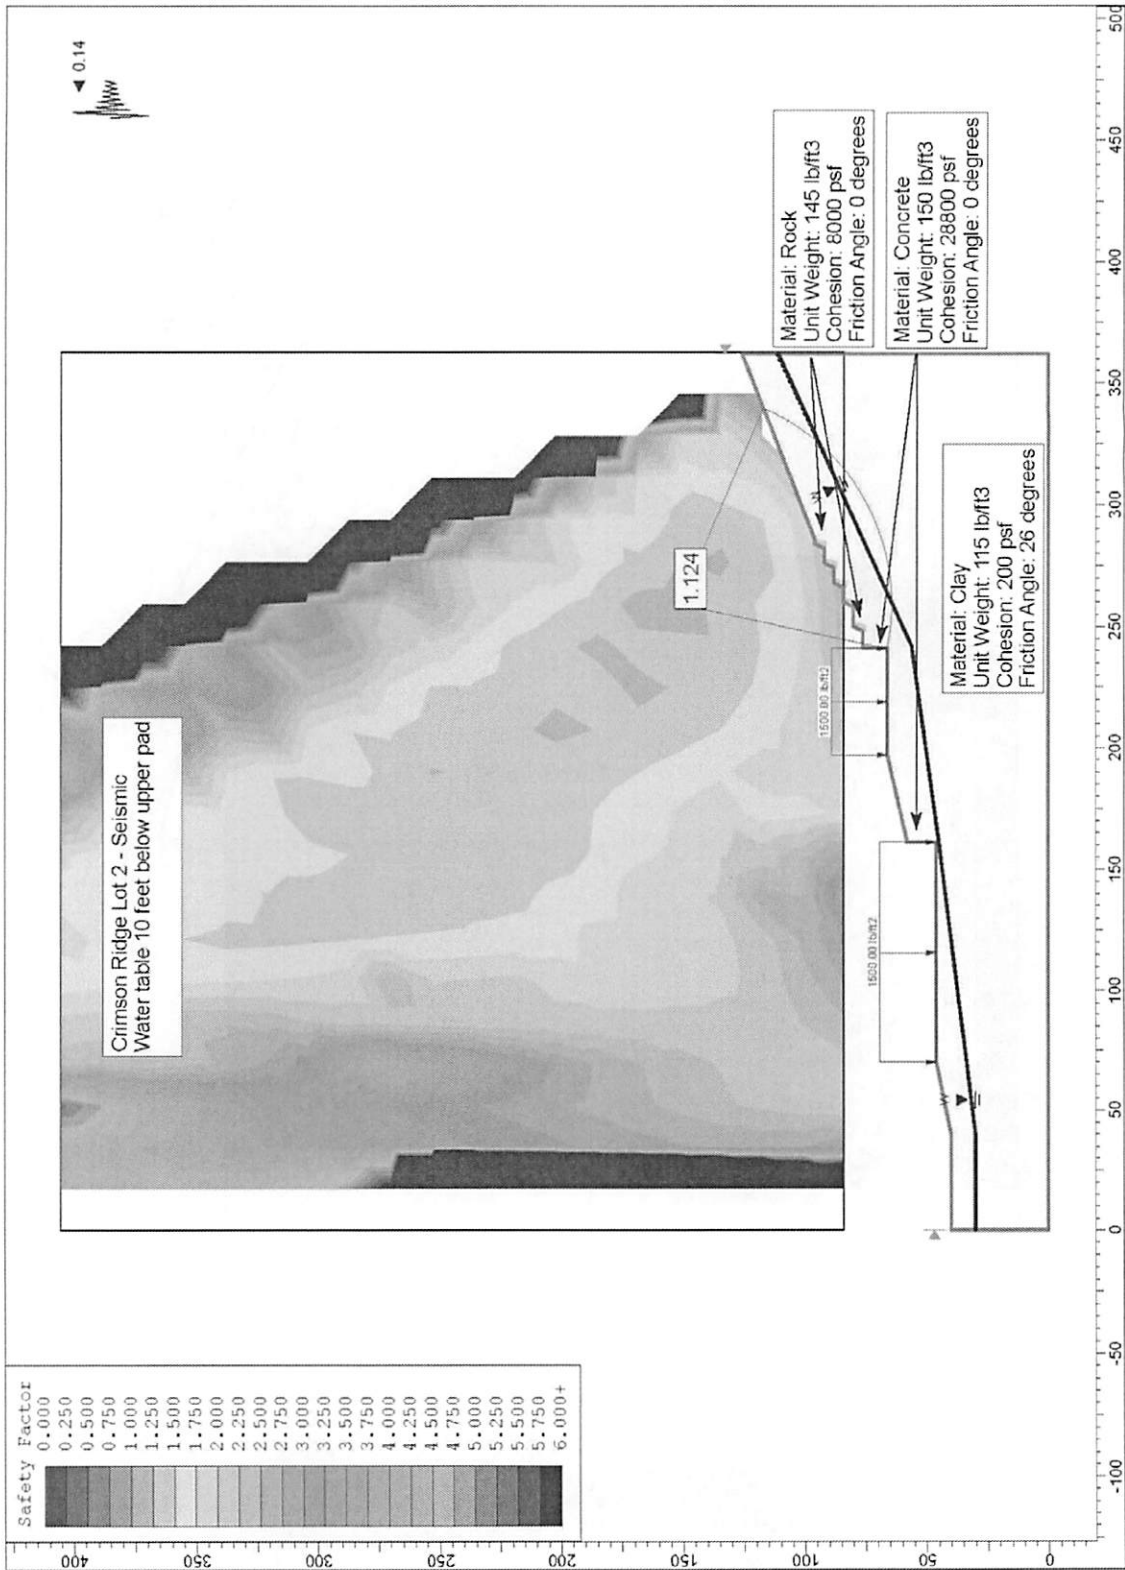 Safety Factor
0.000
0.250
0.500
0.750
1.000
1.250
1.500
1.750
2.000
2.250
2.500
2.750
3.000
3.250
3.500
3.750
4.000
4.250
4.500
4.750
5.000
5.250
5.500
5.750
6.000+
Crimson Ridge Lot 2 - Seismic
Water table 10 feet below upper pad
0.14
1.124
Material: Rock
Unit Weight: 145 lb/ft3
Cohesion: 8000 psf
Friction Angle: 0 degrees
Material: Concrete
Unit Weight: 150 lb/ft3
Cohesion: 28800 psf
Friction Angle: 0 degrees
Material: Clay
Unit Weight: 115 lb/ft3
Cohesion: 200 psf
Friction Angle: 26 degrees
1500.00 lb/ft2
1500.00 lb/ft2
W
W
400
350
300
250
200
150
100
50
0
-100
-50
0
50
100
150
200
250
300
350
400
450
500